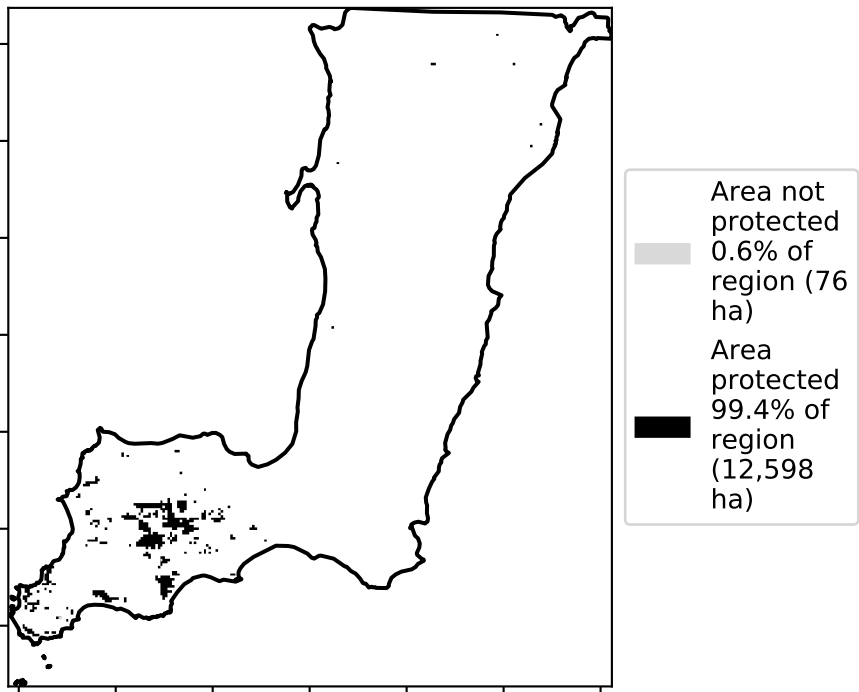 Area not
protected
0.6% of
region (76
ha)
Area
protected
99.4% of
region
(12,598
ha)